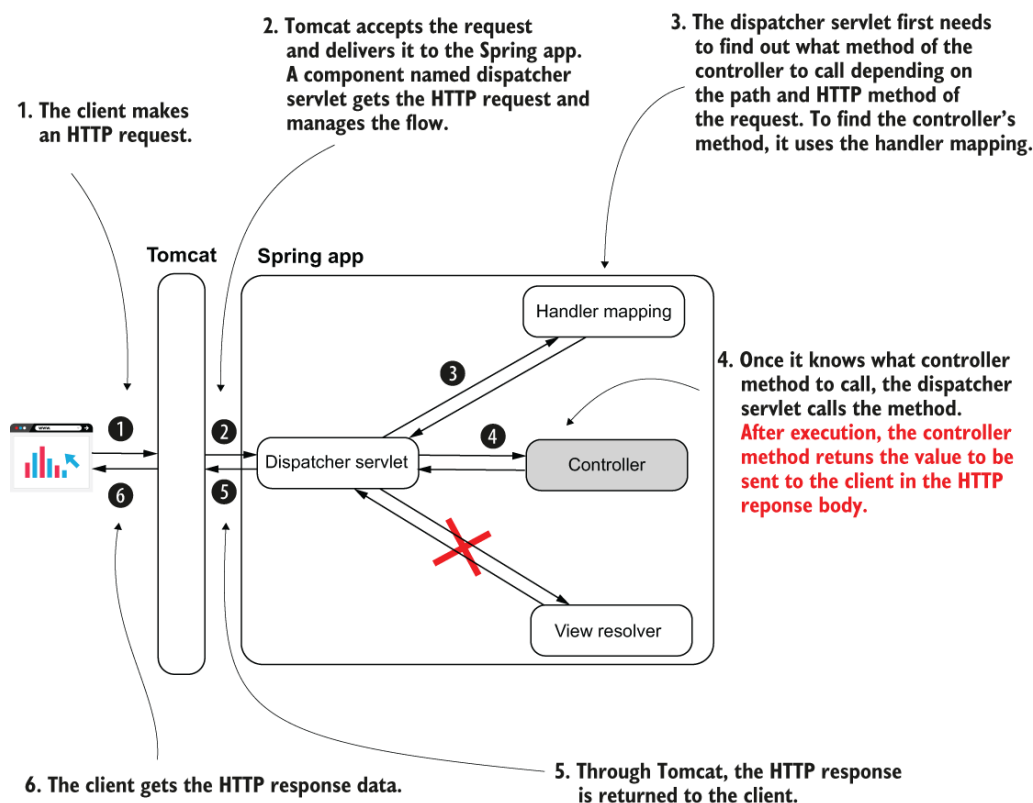 2. Tomcat accepts the request
and delivers it to the Spring app.
A component named dispatcher
servlet gets the HTTP request and
manages the flow.
3. The dispatcher servlet first needs
to find out what method of the
controller to call depending on
the path and HTTP method of
the request. To find the controller's
method, it uses the handler mapping.
1. The client makes
an HTTP request.
Tomcat
Spring app
Handler mapping
3
4. Once it knows what controller
method to call, the dispatcher
servlet calls the method.
After execution, the controller
method retuns the value to be
sent to the client in the HTTP
reponse body.
www
1
2
4
Dispatcher servlet
Controller
6
5
View resolver
6. The client gets the HTTP response data.
5. Through Tomcat, the HTTP response
is returned to the client.